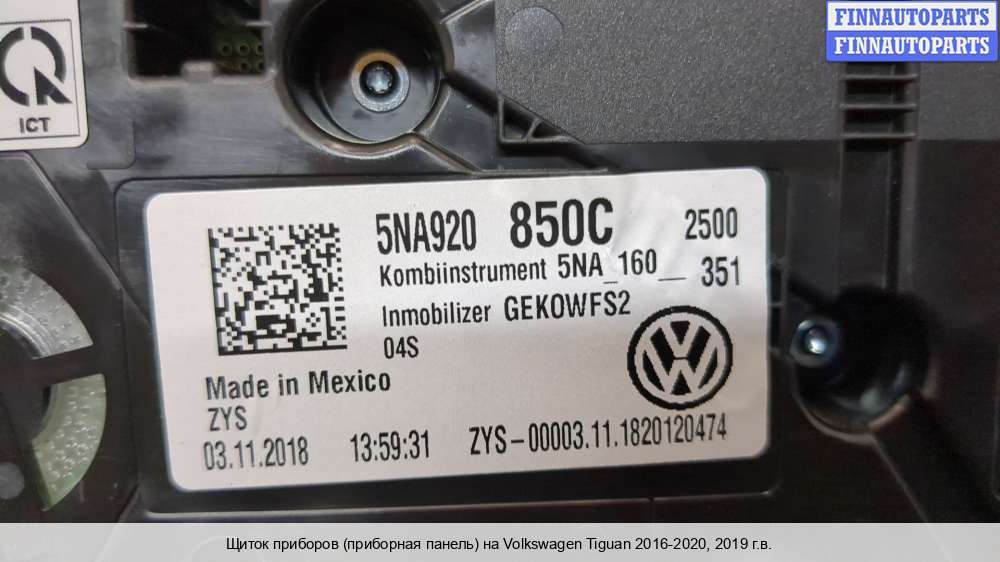 FINNAUTOPARTS
FINNAUTOPARTS
ICT
5NA920 850C 2500
Kombiinstrument 5NA_160__ 351
Inmobilizer GEKOWFS2
04S
Made in Mexico
ZYS
03.11.2018 13:59:31 ZYS-00003.11.1820120474
Щиток приборов (приборная панель) на Volkswagen Tiguan 2016-2020, 2019 г.в.